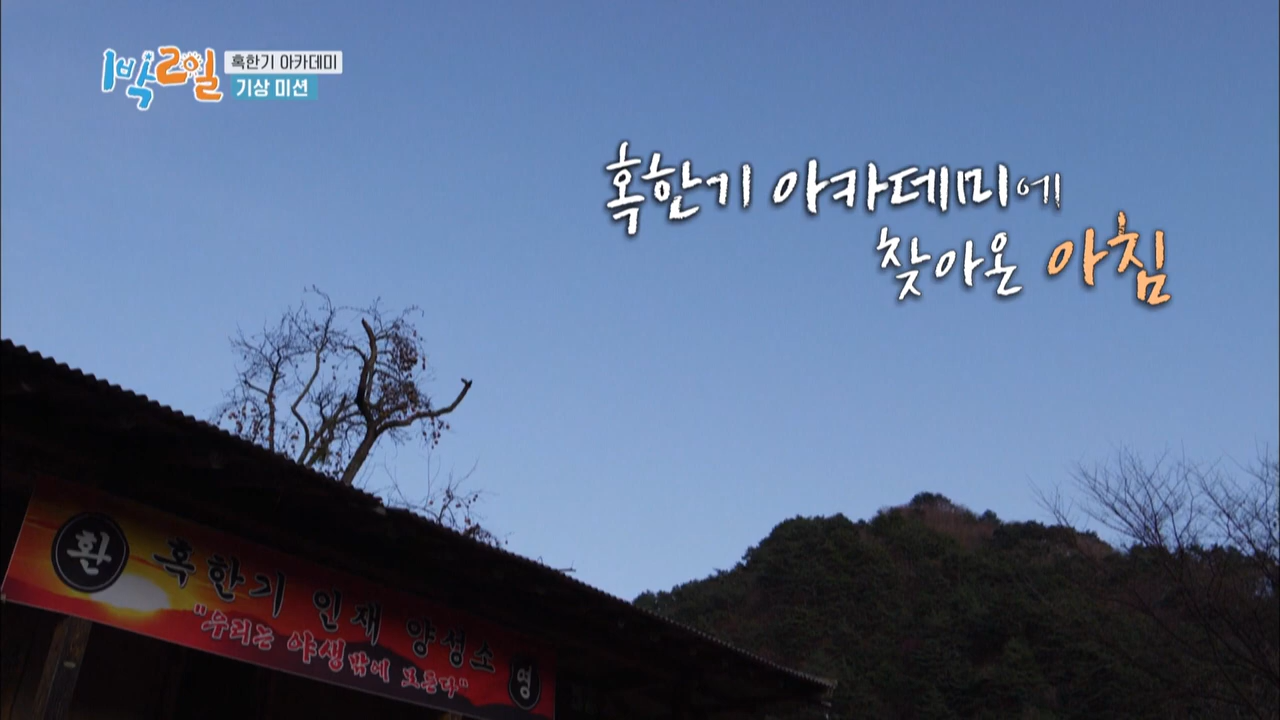 1박2일
혹한기 아카데미
기상 미션
혹한기 아카데미에
찾아온 아침
환 혹한기 인재 양성소 영
"우리는 야생밖에 모른다"